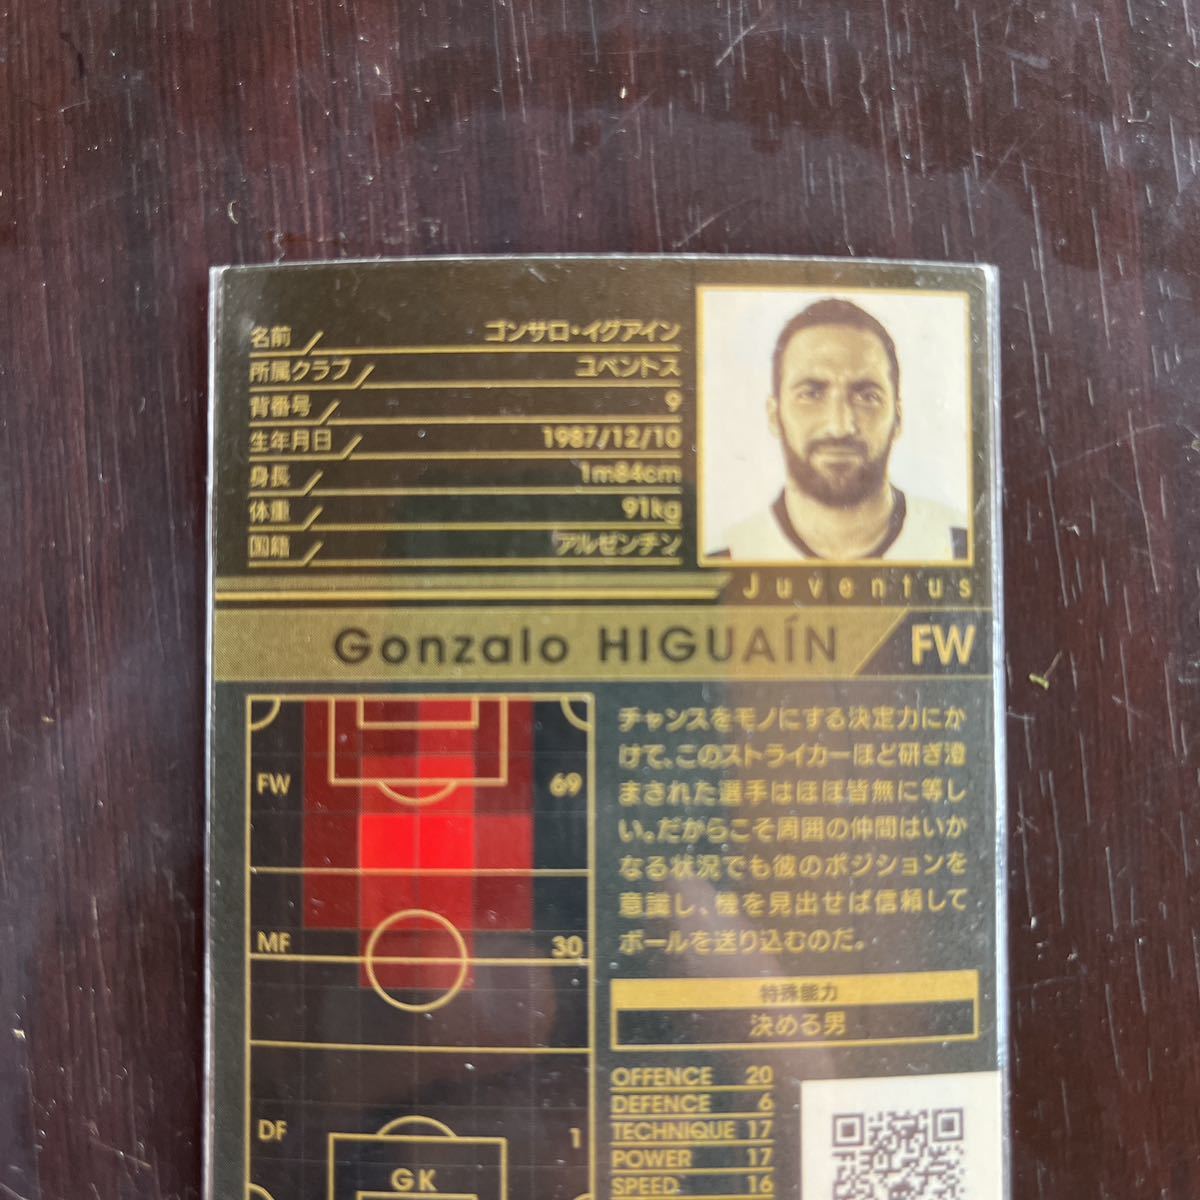 名前 ゴンサロ・イグアイン
所属クラブ ユベントス
背番号 9
生年月日 1987/12/10
身長 1m84cm
体重 91kg
国籍 アルゼンチン
Juventus
Gonzalo HIGUAÍN FW
FW 69
MF 30
DF 1
GK
チャンスをモノにする決定力にか
けて、このストライカーほど研ぎ澄
まされた選手はほぼ皆無に等し
い。だからこそ周囲の仲間はいか
なる状況でも彼のポジションを
意識し、機を見出せば信頼して
ボールを送り込むのだ。
特殊能力
決める男
OFFENCE 20
DEFENCE 6
TECHNIQUE 17
POWER 17
SPEED 16